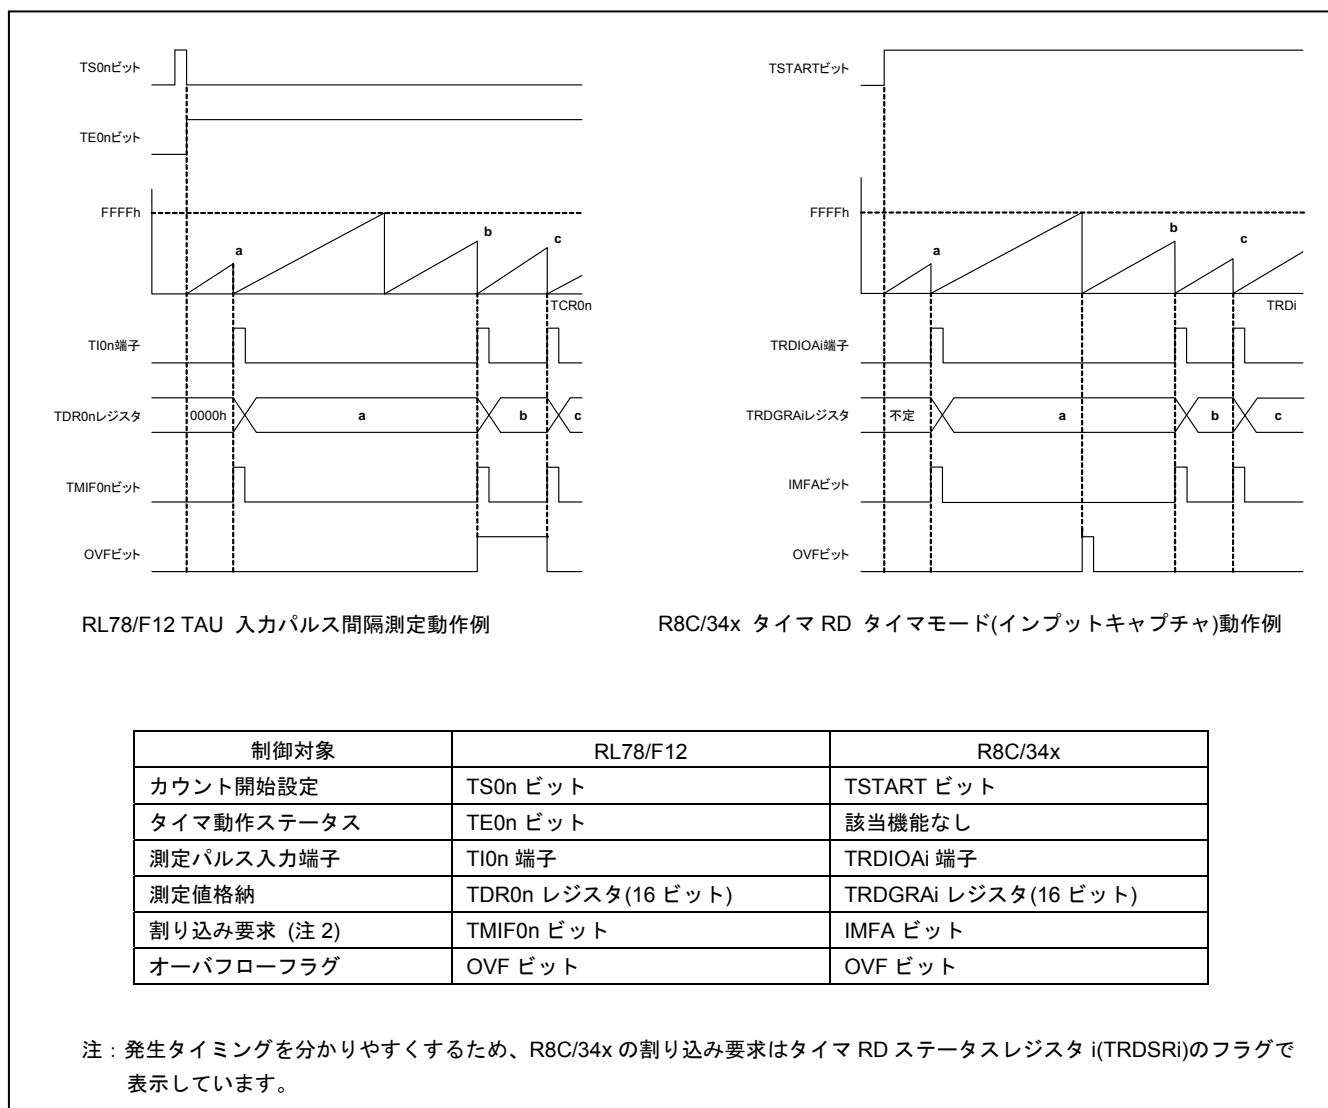 TS0nビット
TE0nビット
FFFFh
a
b
c
TCR0n
TI0n端子
TDR0nレジスタ
0000h
a
b
c
TMIF0nビット
OVFビット
RL78/F12 TAU 入力パルス間隔測定動作例
TSTARTビット
FFFFh
a
b
c
TRDi
TRDIOAi端子
TRDGRAiレジスタ
不定
a
b
c
IMFAビット
OVFビット
R8C/34x タイマ RD タイマモード(インプットキャプチャ)動作例
制御対象 RL78/F12 R8C/34x
カウント開始設定 TS0n ビット TSTART ビット
タイマ動作ステータス TE0n ビット 該当機能なし
測定パルス入力端子 TI0n 端子 TRDIOAi 端子
測定値格納 TDR0n レジスタ(16 ビット) TRDGRAi レジスタ(16 ビット)
割り込み要求 (注 2) TMIF0n ビット IMFA ビット
オーバフローフラグ OVF ビット OVF ビット
注：発生タイミングを分かりやすくするため、R8C/34x の割り込み要求はタイマ RD ステータスレジスタ i(TRDSRi)のフラグで
表示しています。